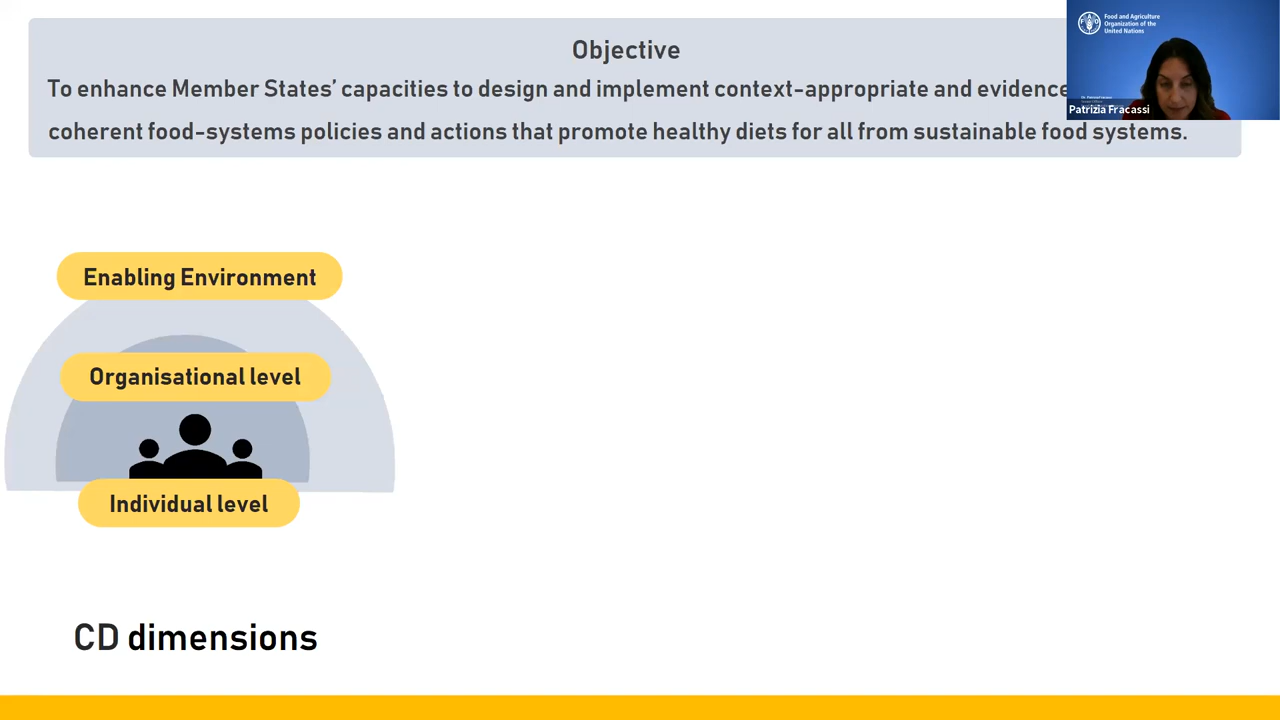 Objective
To enhance Member States’ capacities to design and implement context-appropriate and evidence
coherent food-systems policies and actions that promote healthy diets for all from sustainable food systems.
Food and Agriculture
Organization of the
United Nations
Patrizia Fracassi
Enabling Environment
Organisational level
Individual level
CD dimensions